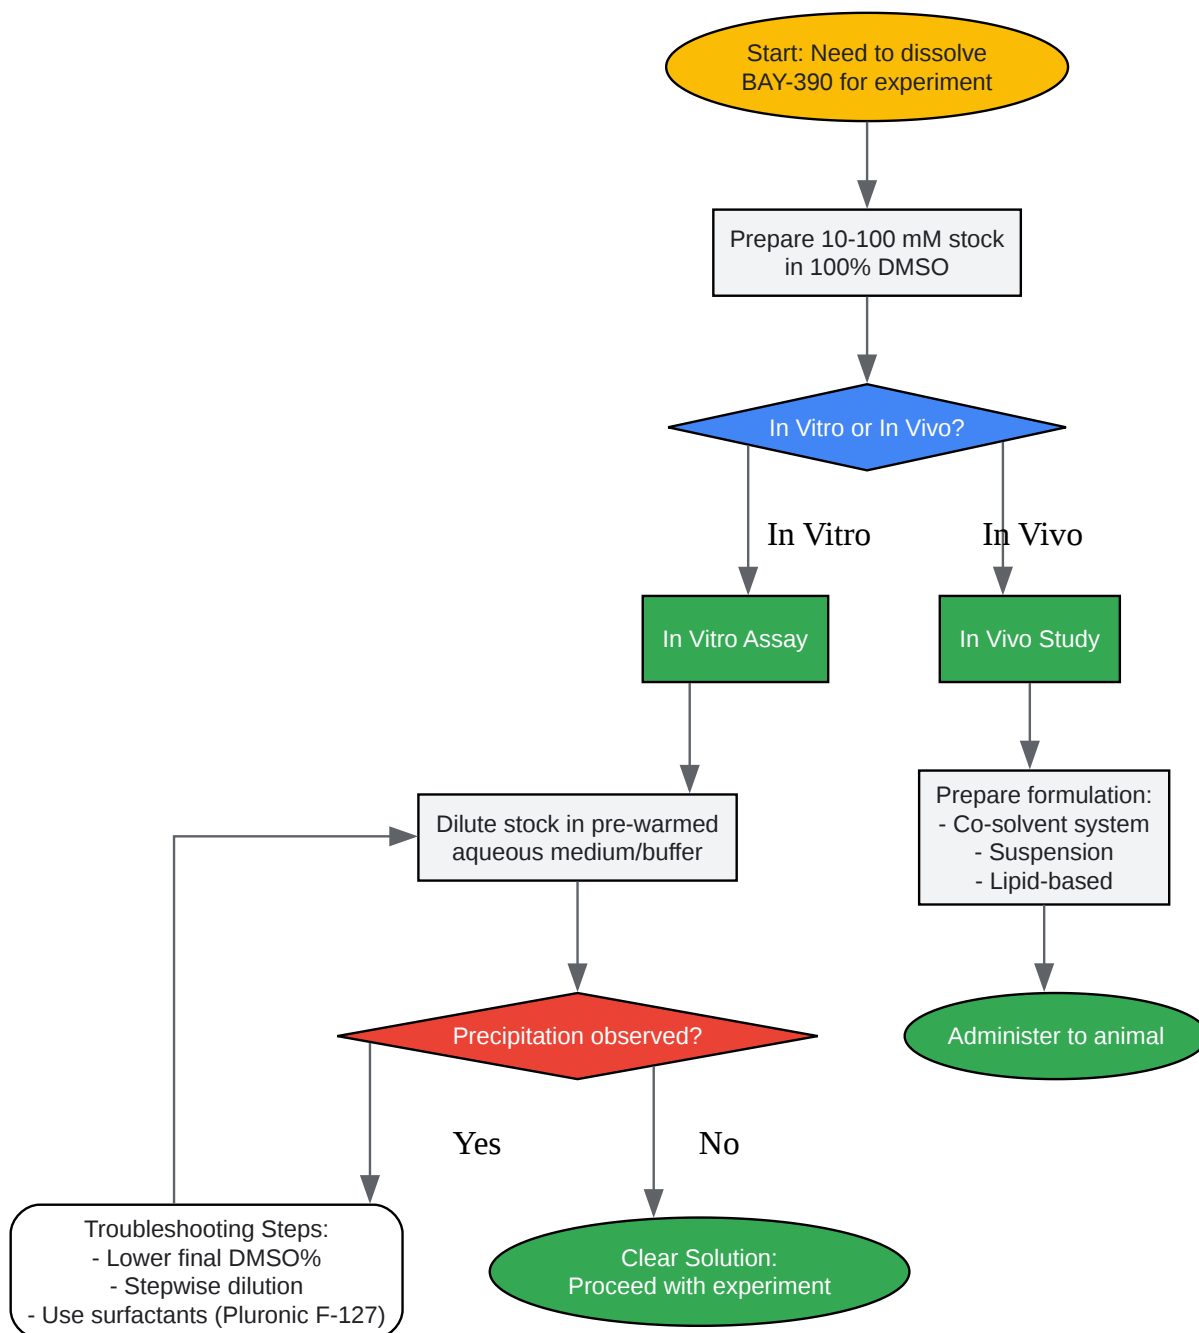 Start: Need to dissolve
BAY-390 for experiment
Prepare 10-100 mM stock
in 100% DMSO
In Vitro or In Vivo?
In Vitro
In Vivo
In Vitro Assay
In Vivo Study
Dilute stock in pre-warmed
aqueous medium/buffer
Prepare formulation:
- Co-solvent system
- Suspension
- Lipid-based
Precipitation observed?
Administer to animal
Yes
No
Troubleshooting Steps:
- Lower final DMSO%
- Stepwise dilution
- Use surfactants (Pluronic F-127)
Clear Solution:
Proceed with experiment